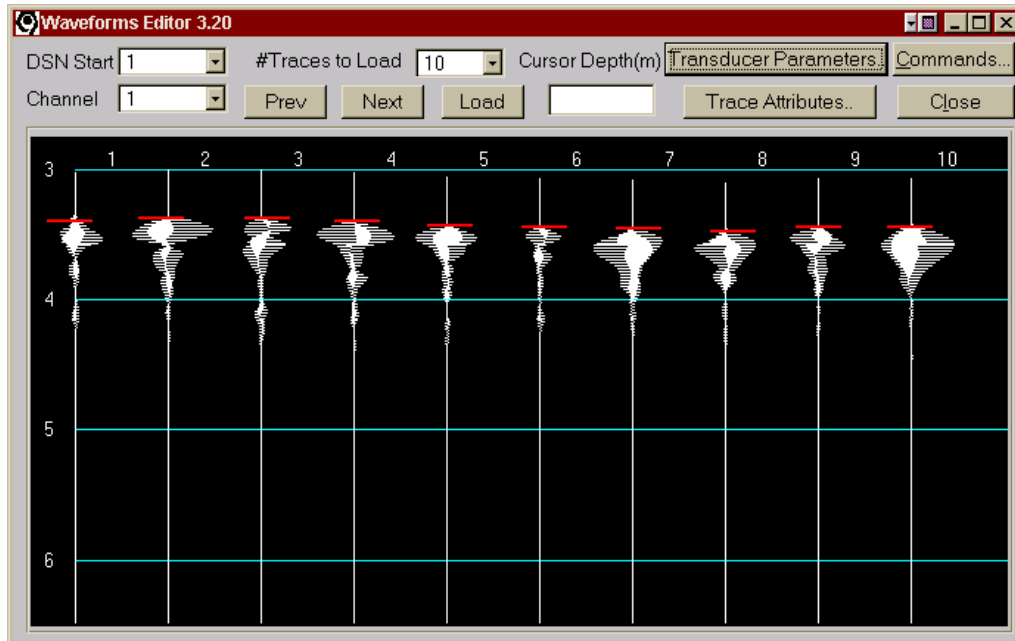 Waveforms Editor 3.20
DSN Start 1 #Traces to Load 10 Cursor Depth(m) Transducer Parameters. Commands...
Channel 1 Prev Next Load Trace Attributes.. Close
1 2 3 4 5 6 7 8 9 10
3
4
5
6